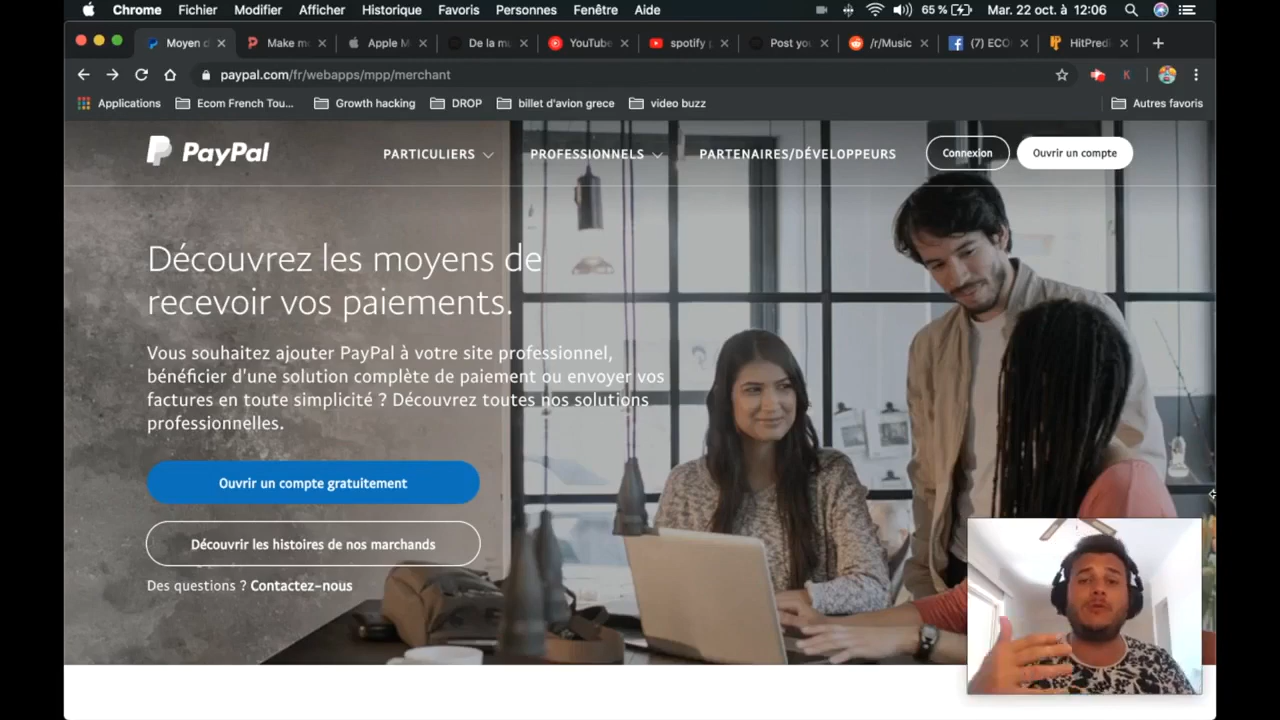 Chrome Fichier Modifier Afficher Historique Favoris Personnes Fenêtre Aide 65 % Mar. 22 oct. à 12:06
Moyen d Make m Apple M De la mu YouTube spotify p Post you /r/Music (7) ECO HitPredi
paypal.com/fr/webapps/mpp/merchant K
Applications Ecom French Tou... Growth hacking DROP billet d'avion grece video buzz Autres favoris
PayPal PARTICULIERS PROFESSIONNELS PARTENAIRES/DÉVELOPPEURS Connexion Ouvrir un compte
Découvrez les moyens de
recevoir vos paiements.
Vous souhaitez ajouter PayPal à votre site professionnel,
bénéficier d'une solution complète de paiement ou envoyer vos
factures en toute simplicité ? Découvrez toutes nos solutions
professionnelles.
Ouvrir un compte gratuitement
Découvrir les histoires de nos marchands
Des questions ? Contactez-nous